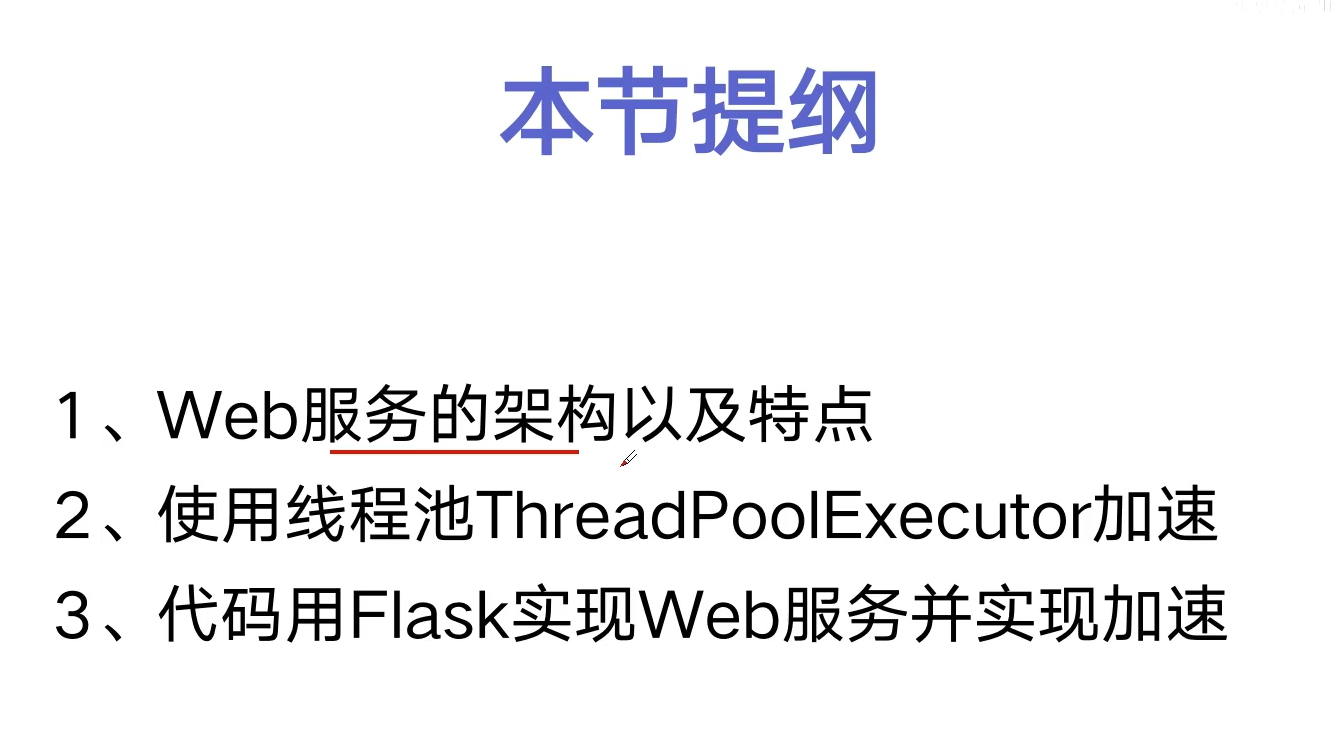 本节提纲
1、Web服务的架构以及特点
2、使用线程池ThreadPoolExecutor加速
3、代码用Flask实现Web服务并实现加速